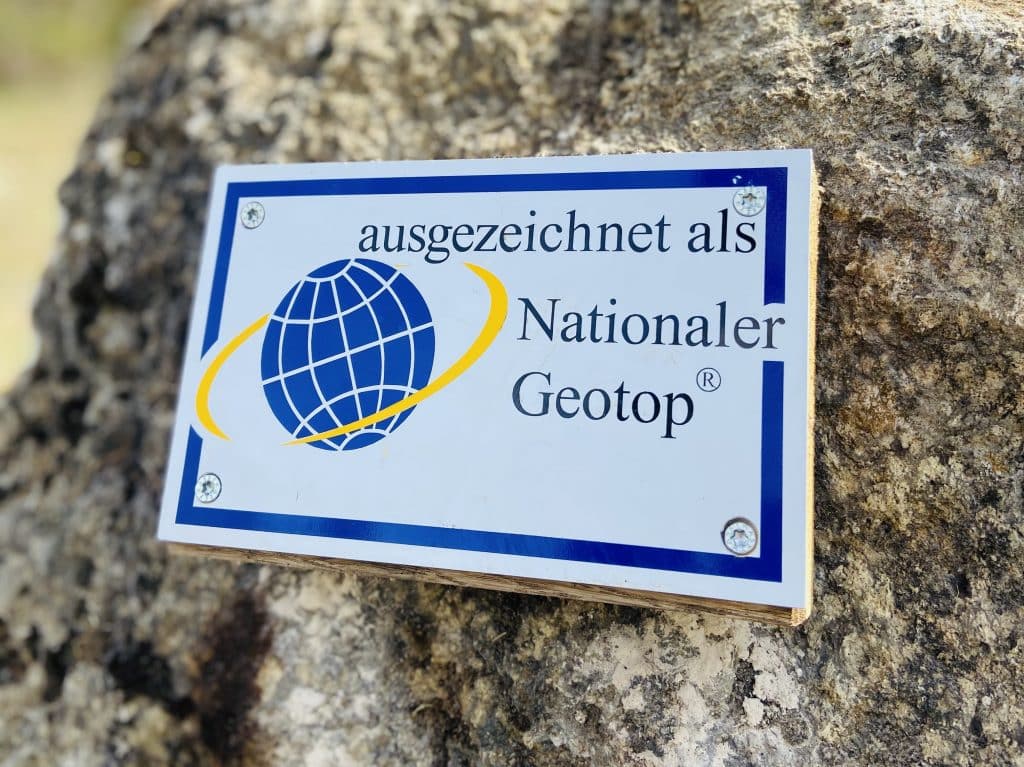 ausgezeichnet als
Nationaler
Geotop®